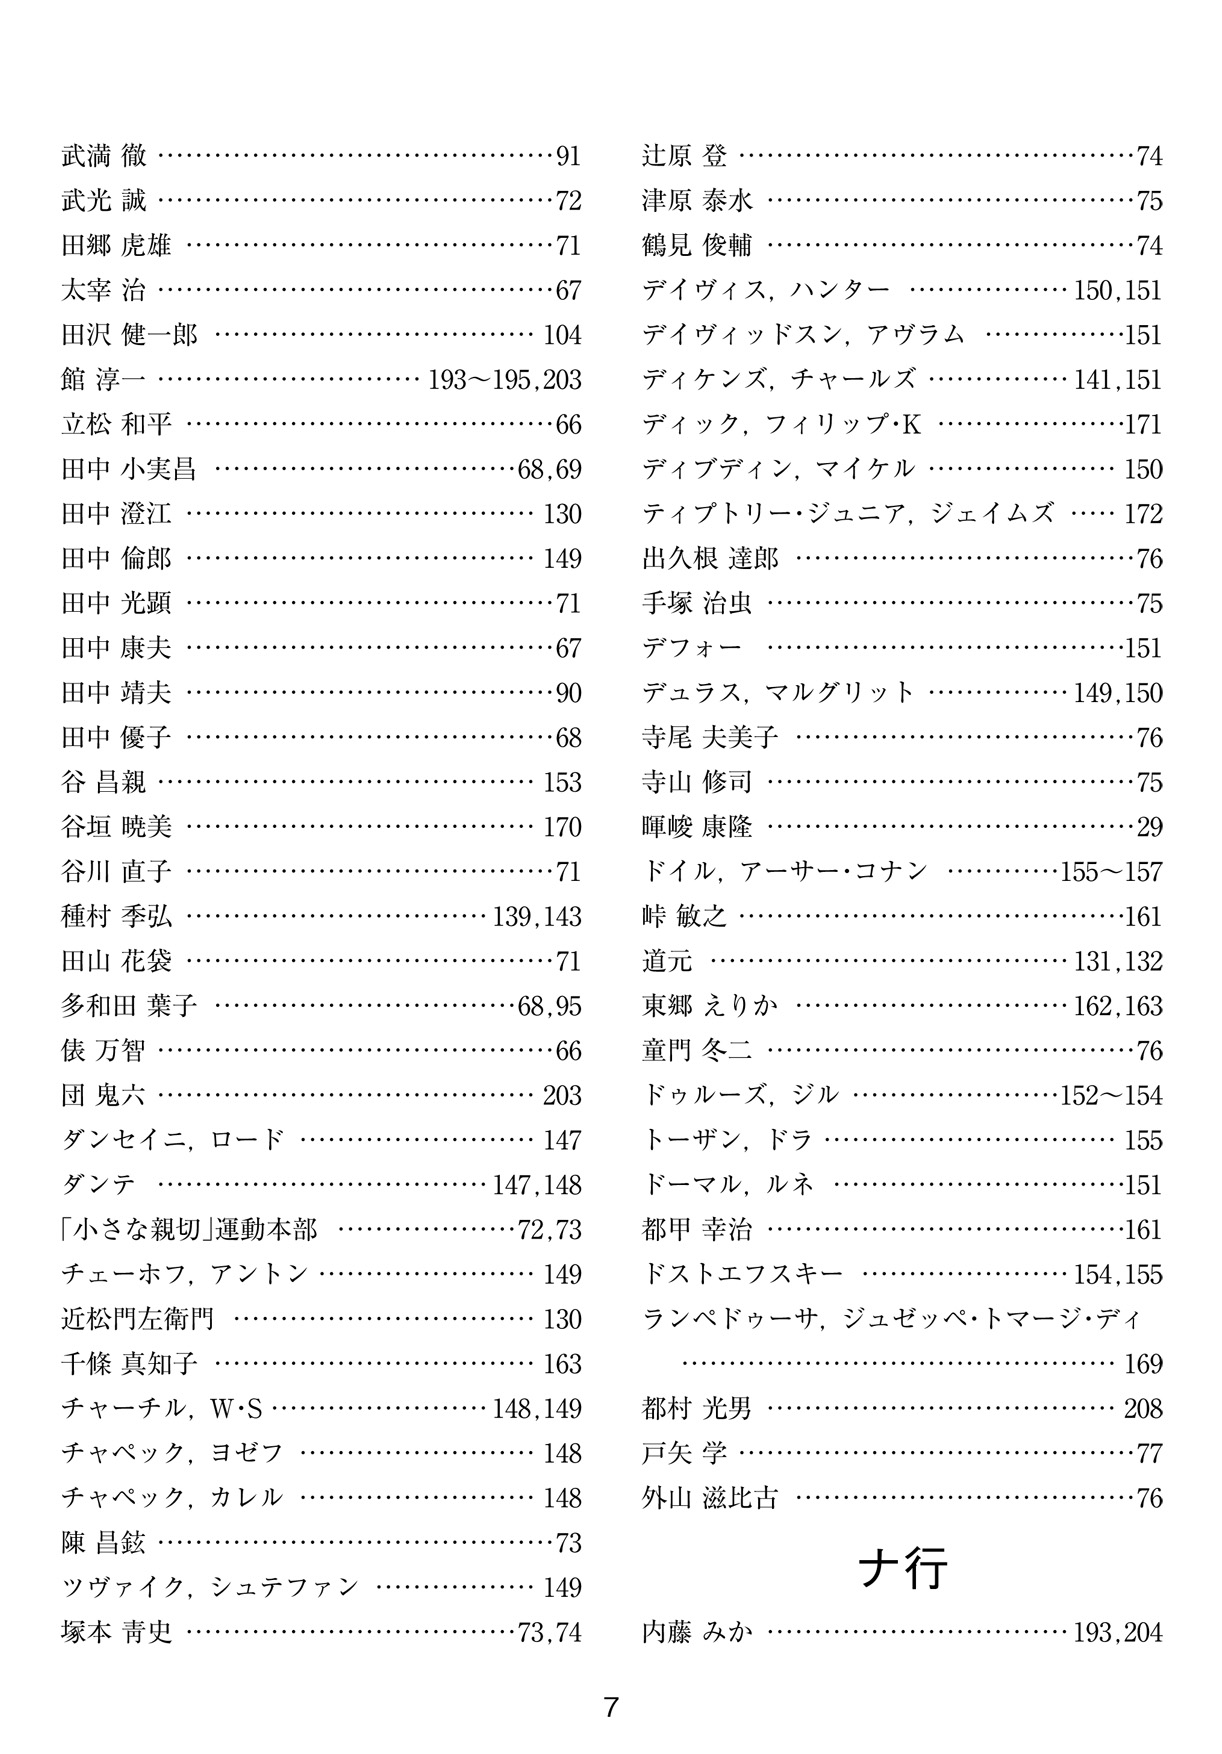 武満 徹 ……………………………………91
武光 誠 ……………………………………72
田郷 虎雄 …………………………………71
太宰 治 ……………………………………67
田沢 健一郎 …………………………… 104
館 淳一 ……………………… 193～195,203
立松 和平 …………………………………66
田中 小実昌 ……………………………68,69
田中 澄江 ……………………………… 130
田中 倫郎 ……………………………… 149
田中 光顕 …………………………………71
田中 康夫 …………………………………67
田中 靖夫 …………………………………90
田中 優子 …………………………………68
谷 昌親 ………………………………… 153
谷垣 暁美 ……………………………… 170
谷川 直子 …………………………………71
種村 季弘 ………………………… 139,143
田山 花袋 …………………………………71
多和田 葉子 ……………………………68,95
俵 万智 ……………………………………66
団 鬼六 ………………………………… 203
ダンセイニ, ロード …………………… 147
ダンテ ……………………………… 147,148
「小さな親切」運動本部 ………………72,73
チェーホフ, アントン ………………… 149
近松門左衛門 ………………………… 130
千條 真知子 …………………………… 163
チャーチル, W・S ………………… 148,149
チャペック, ヨゼフ …………………… 148
チャペック, カレル …………………… 148
陳 昌鉉 ……………………………………73
ツヴァイク, シュテファン …………… 149
塚本 靑史 ……………………………73,74
辻原 登 ……………………………………74
津原 泰水 …………………………………75
鶴見 俊輔 …………………………………74
デイヴィス, ハンター …………… 150,151
デイヴィッドスン, アヴラム ……………151
ディケンズ, チャールズ …………… 141,151
ディック, フィリップ・K ………………171
ディブディン, マイケル ……………… 150
ティプトリー・ジュニア, ジェイムズ …… 172
出久根 達郎 ………………………………76
手塚 治虫 …………………………………75
デフォー …………………………………151
デュラス, マルグリット …………… 149,150
寺尾 夫美子 ………………………………76
寺山 修司 …………………………………75
暉峻 康隆 …………………………………29
ドイル, アーサー・コナン …………155～157
峠 敏之 ……………………………………161
道元 ………………………………… 131,132
東郷 えりか ………………………… 162,163
童門 冬二 …………………………………76
ドゥルーズ, ジル …………………152～154
トーザン, ドラ ………………………… 155
ドーマル, ルネ …………………………151
都甲 幸治 …………………………………161
ドストエフスキー ………………… 154,155
ランペドゥーサ, ジュゼッペ・トマージ・ディ
……………………………………… 169
都村 光男 ……………………………… 208
戸矢 学 ……………………………………77
外山 滋比古 ………………………………76
ナ行
内藤 みか …………………………… 193,204
7